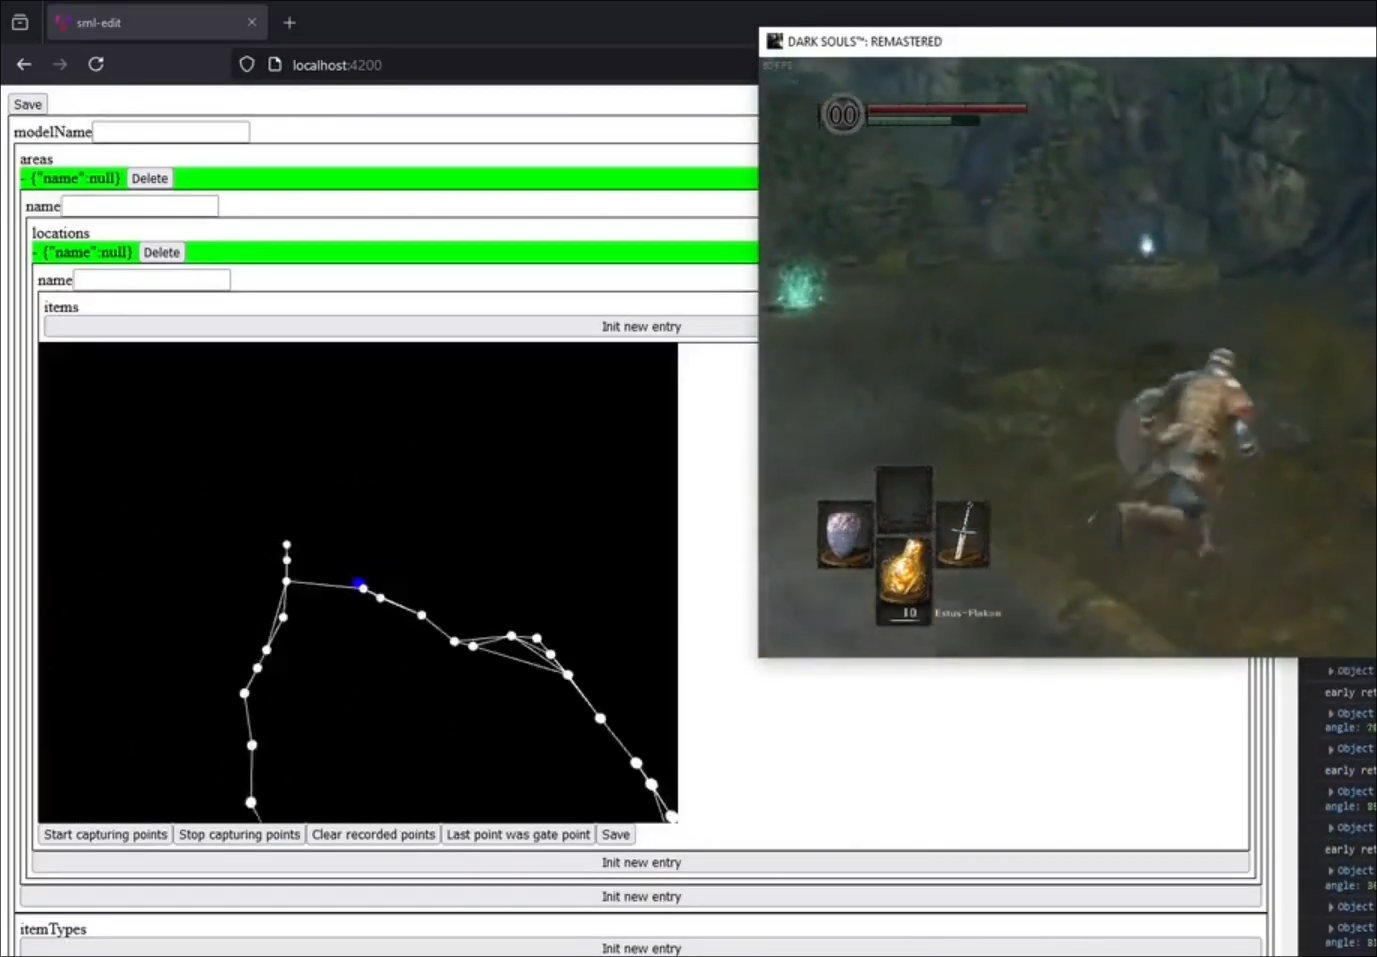 sml-edit
localhost:4200
Save
modelName
areas
- {"name":null} Delete
name
locations
- {"name":null} Delete
name
items
Init new entry
Start capturing points Stop capturing points Clear recorded points Last point was gate point Save
Init new entry
Init new entry
itemTypes
Init new entry
DARK SOULS™: REMASTERED
60 FPS
00
10 Estus-Flakon
Object
early ret
Object
angle:
Object
early ret
Object
angle:
Object
early ret
Object
angle:
Object
Object
angle: